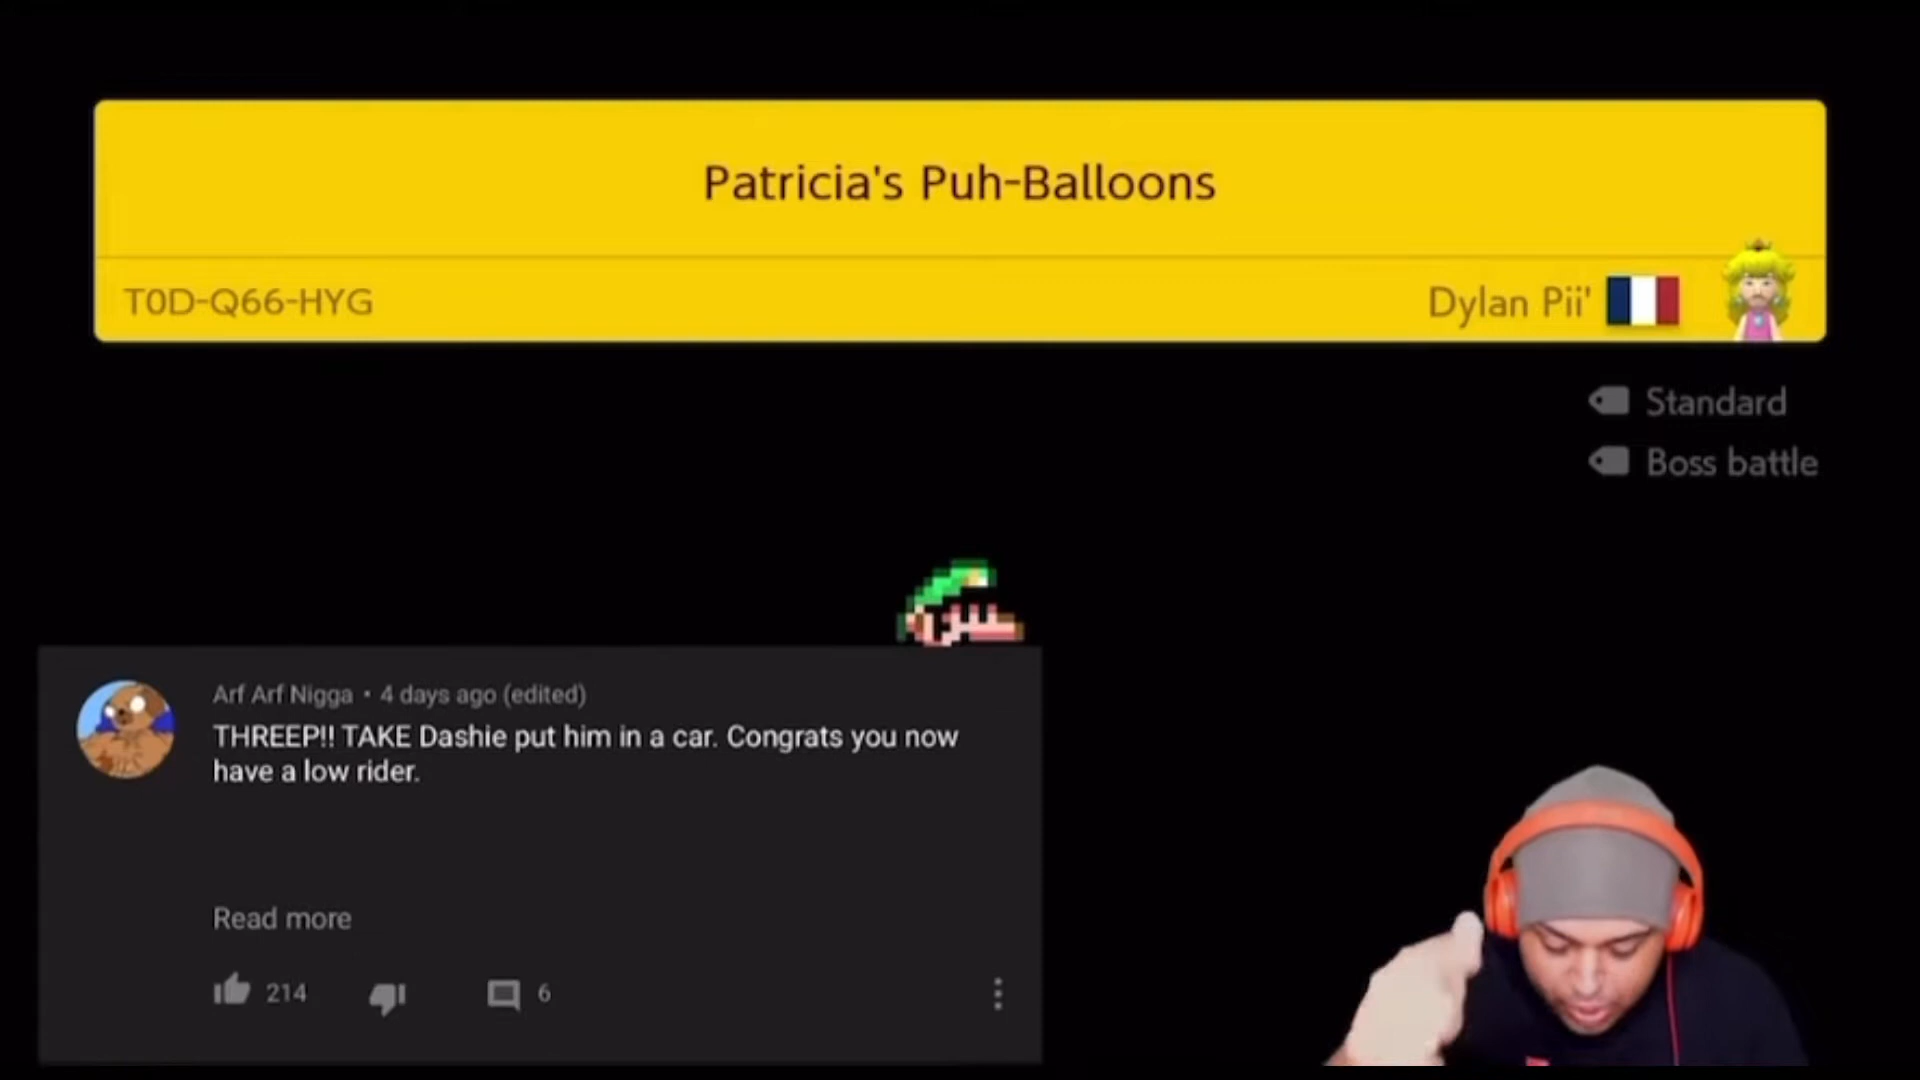 Patricia's Puh-Balloons
T0D-Q66-HYG
Dylan Pii'
Standard
Boss battle
Arf Arf Nigga • 4 days ago (edited)
THREEP!! TAKE Dashie put him in a car. Congrats you now
have a low rider.
Read more
214
6